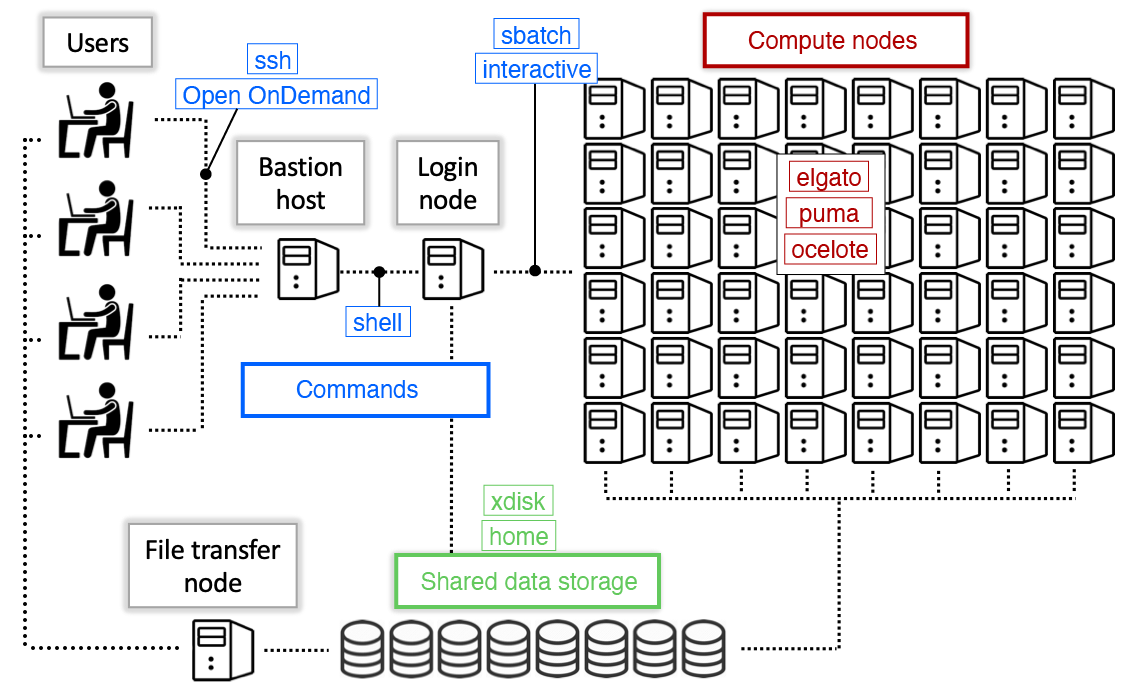 Users
ssh
Open OnDemand
sbatch
interactive
Compute nodes
Bastion
host
Login
node
elgato
puma
ocelote
shell
Commands
xdisk
home
File transfer
node
Shared data storage